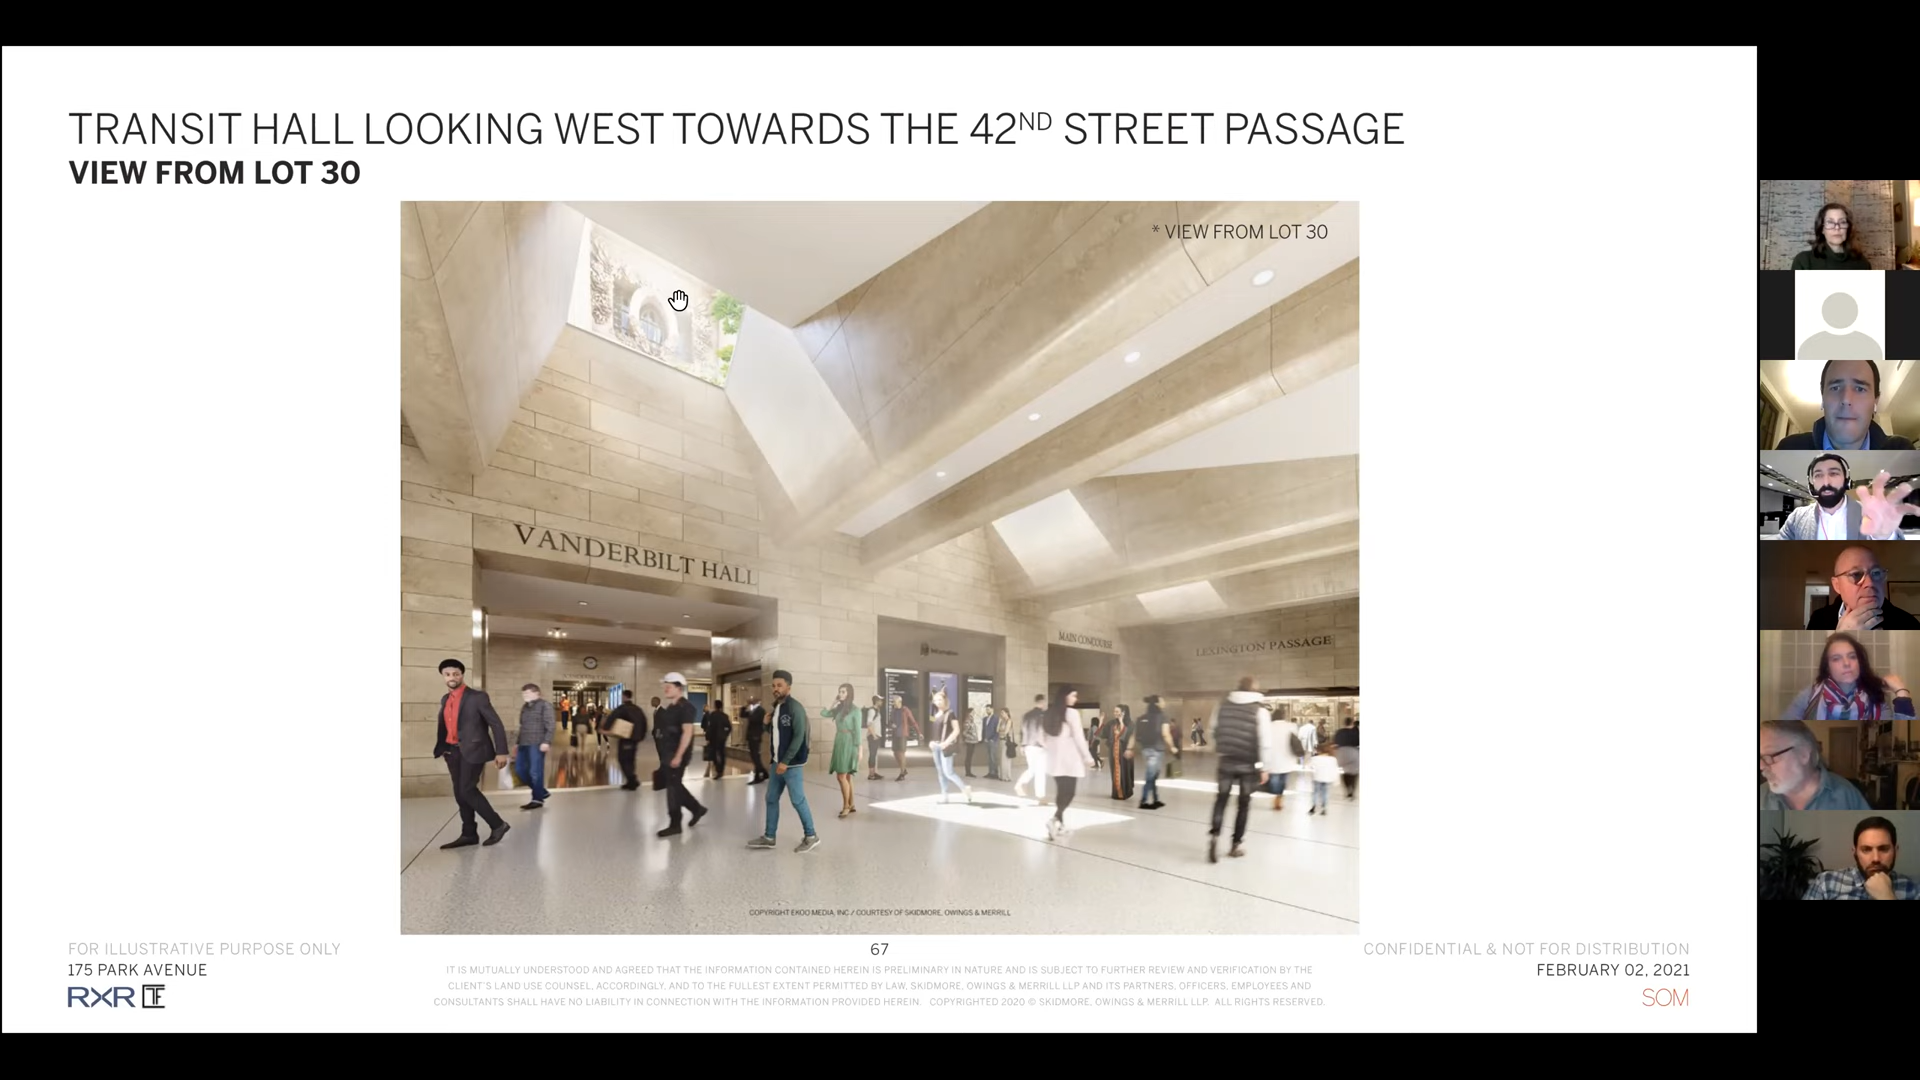 TRANSIT HALL LOOKING WEST TOWARDS THE 42ND STREET PASSAGE
VIEW FROM LOT 30
* VIEW FROM LOT 30
VANDERBILT HALL
Information
MAIN CONCOURSE
LEXINGTON PASSAGE
COPYRIGHT EKOO MEDIA, INC / COURTESY OF SKIDMORE, OWINGS & MERRILL
FOR ILLUSTRATIVE PURPOSE ONLY
67
CONFIDENTIAL & NOT FOR DISTRIBUTION
175 PARK AVENUE
FEBRUARY 02, 2021
IT IS MUTUALLY UNDERSTOOD AND AGREED THAT THE INFORMATION CONTAINED HEREIN IS PRELIMINARY IN NATURE AND IS SUBJECT TO FURTHER REVIEW AND VERIFICATION BY THE
CLIENT'S LAND USE COUNSEL, ACCORDINGLY, AND TO THE FULLEST EXTENT PERMITTED BY LAW, SKIDMORE, OWINGS & MERRILL LLP AND ITS PARTNERS, OFFICERS, EMPLOYEES AND
CONSULTANTS SHALL HAVE NO LIABILITY IN CONNECTION WITH THE INFORMATION PROVIDED HEREIN. COPYRIGHTED 2020 © SKIDMORE, OWINGS & MERRILL LLP. ALL RIGHTS RESERVED.
RXR TF
SOM